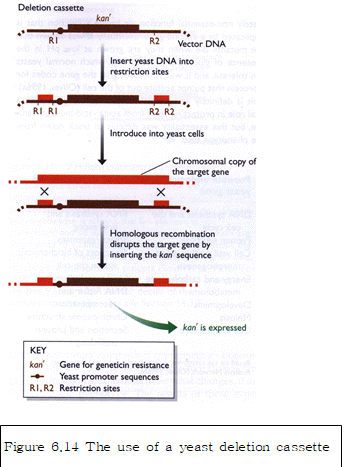 Deletion cassette
kanʳ
R1
R2
Vector DNA
Insert yeast DNA into
restriction sites
R1 R1
R2 R2
Introduce into yeast cells
Chromosomal copy of
the target gene
Homologous recombination
disrupts the target gene by
inserting the kanʳ sequence
kanʳ is expressed
KEY
kanʳ Gene for geneticin resistance
Yeast promoter sequences
R1, R2 Restriction sites
Figure 6.14 The use of a yeast deletion cassette